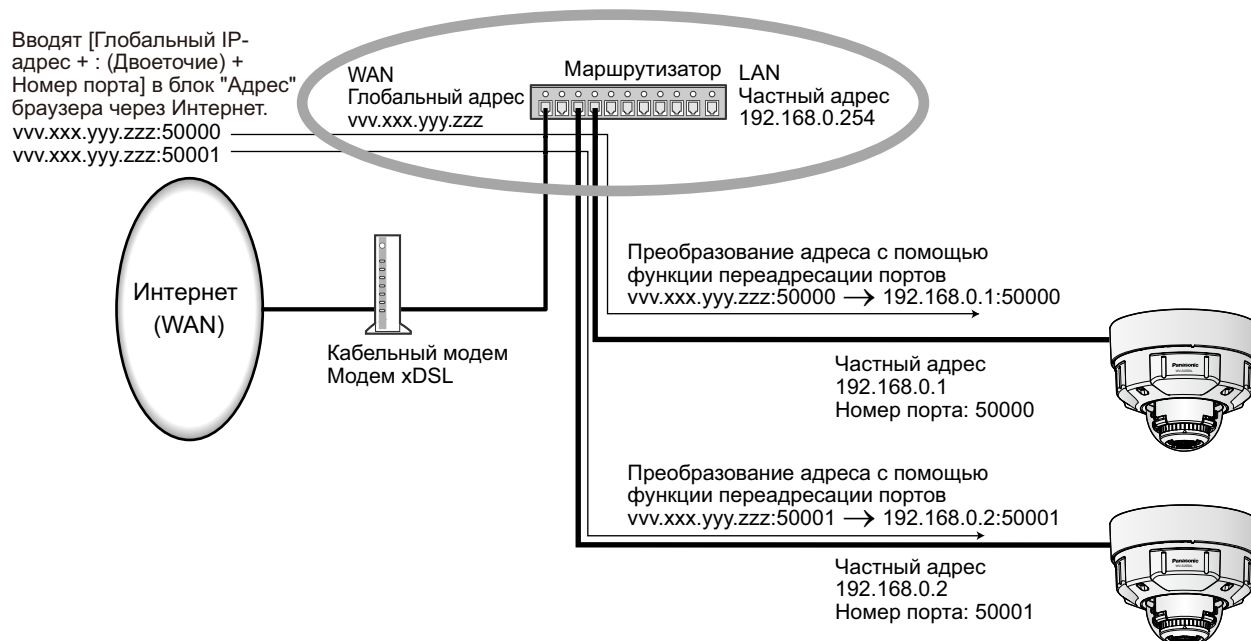 Вводят [Глобальный IP-
адрес + : (Двоеточие) +
Номер порта] в блок "Адрес"
браузера через Интернет.
vvv.xxx.yyy.zzz:50000
vvv.xxx.yyy.zzz:50001
WAN
Глобальный адрес
vvv.xxx.yyy.zzz
Маршрутизатор
LAN
Частный адрес
192.168.0.254
Интернет
(WAN)
Кабельный модем
Модем xDSL
Преобразование адреса с помощью
функции переадресации портов
vvv.xxx.yyy.zzz:50000 → 192.168.0.1:50000
Частный адрес
192.168.0.1
Номер порта: 50000
Panasonic
Преобразование адреса с помощью
функции переадресации портов
vvv.xxx.yyy.zzz:50001 → 192.168.0.2:50001
Частный адрес
192.168.0.2
Номер порта: 50001
Panasonic